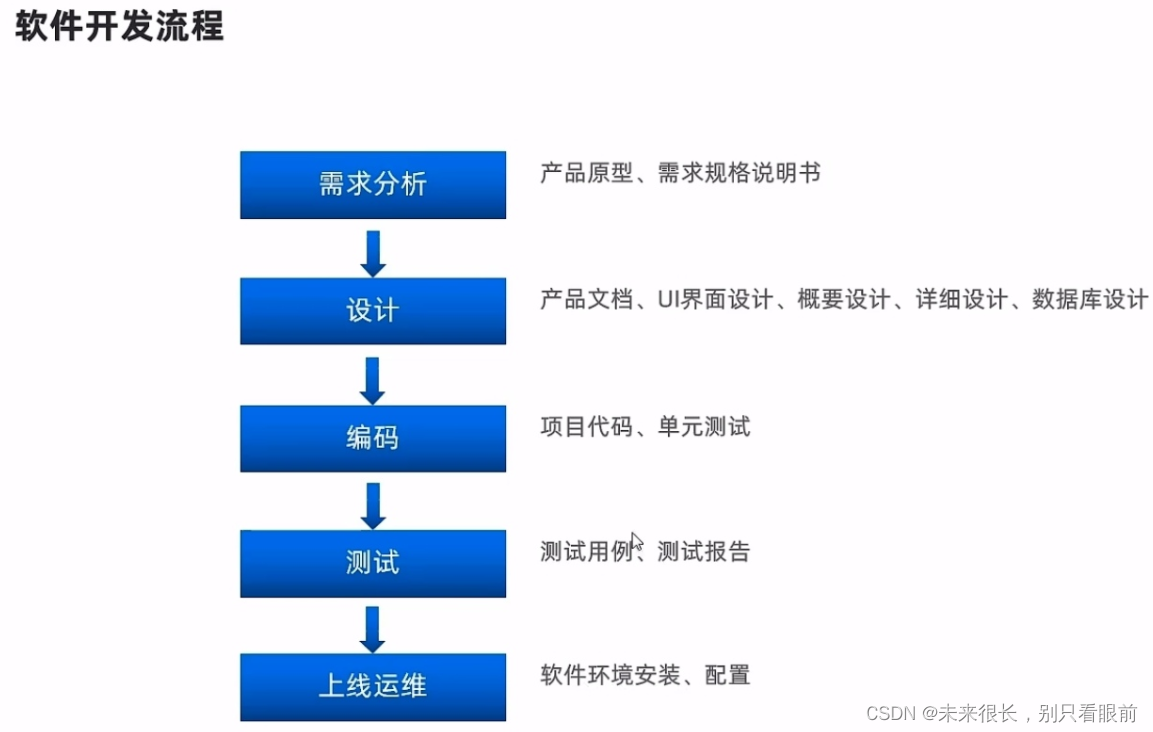 软件开发流程
需求分析
产品原型、需求规格说明书
设计
产品文档、UI界面设计、概要设计、详细设计、数据库设计
编码
项目代码、单元测试
测试
测试用例、测试报告
上线运维
软件环境安装、配置
CSDN @未来很长，别只看眼前